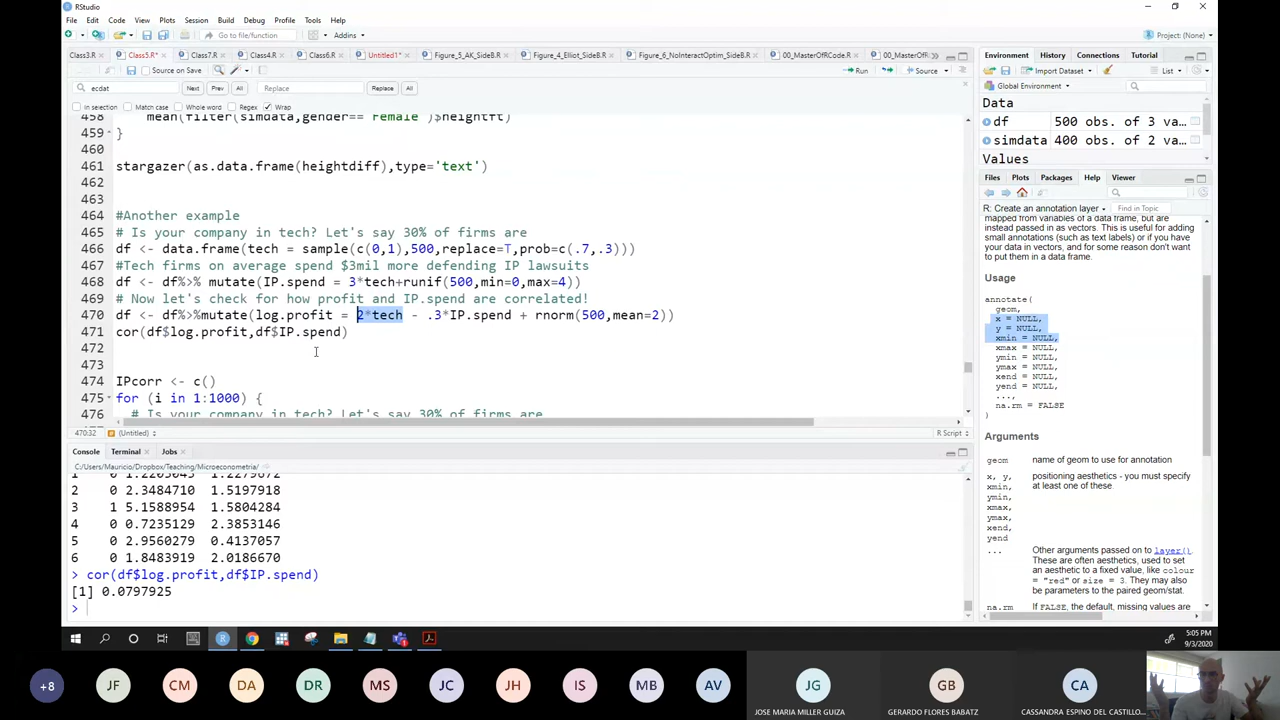 RStudio
File Edit Code View Plots Session Build Debug Profile Tools Help
Go to file/function Addins Project: (None)
Class3.R Class5.R* Class7.R Class4.R Class6.R Untitled1* Figure_5_AK_SideB.R Figure_4_Elliot_SideB.R Figure_6_NoInteractOptim_SideB.R 00_MasterOffRCode.R
Source on Save Run Source
ecdat Next Prev All Replace Replace All
In selection Match case Whole word Regex Wrap
458 mean(filter(simdata,gender=="Female")$heightft)
459 }
460
461 stargazer(as.data.frame(heightdiff),type='text')
462
463
464 #Another example
465 # Is your company in tech? Let's say 30% of firms are
466 df <- data.frame(tech = sample(c(0,1),500,replace=T,prob=c(.7,.3)))
467 #Tech firms on average spend $3mil more defending IP lawsuits
468 df <- df%>% mutate(IP.spend = 3*tech+runif(500,min=0,max=4))
469 # Now let's check for how profit and IP.spend are correlated!
470 df <- df%>%mutate(log.profit = 2*tech - .3*IP.spend + rnorm(500,mean=2))
471 cor(df$log.profit,df$IP.spend)
472
473
474 IPcorr <- c()
475 for (i in 1:1000) {
476 # Is your company in tech? Let's say 30% of firms are
470:32 (Untitled) R Script
Console Terminal Jobs
C:/Users/Mauricio/Dropbox/Teaching/Microeconometria/
2 0 2.3484710 1.5197918
3 1 5.1588954 1.5804284
4 0 0.7235129 2.3853146
5 0 2.9560279 0.4137057
6 0 1.8483919 2.0186670
> cor(df$log.profit,df$IP.spend)
[1] 0.0797925
>
Environment History Connections Tutorial
Import Dataset List
Global Environment
Data
df 500 obs. of 3 va…
simdata 400 obs. of 2 va…
Values
Files Plots Packages Help Viewer
R: Create an annotation layer Find in Topic
mapped from variables of a data frame, but are
instead passed in as vectors. This is useful for adding
small annotations (such as text labels) or if you have
your data in vectors, and for some reason don't want
to put them in a data frame.
Usage
annotate(
geom,
x = NULL,
y = NULL,
xmin = NULL,
xmax = NULL,
ymin = NULL,
ymax = NULL,
xend = NULL,
yend = NULL,
...,
na.rm = FALSE
)
Arguments
geom name of geom to use for annotation
x, y, positioning aesthetics - you must specify
xmin, at least one of these.
ymin,
xmax,
ymax,
xend,
yend
... Other arguments passed on to layer().
These are often aesthetics, used to set
an aesthetic to a fixed value, like colour
= "red" or size = 3. They may also
be parameters to the paired geom/stat.
na.rm If FALSE, the default, missing values are
5:05 PM
9/3/2020
+8 JF CM DA DR MS JC JH IS MB AV JG GB CA
JOSE MARIA MILLER GUIZA GERARDO FLORES BABATZ CASSANDRA ESPINO DEL CASTILLO